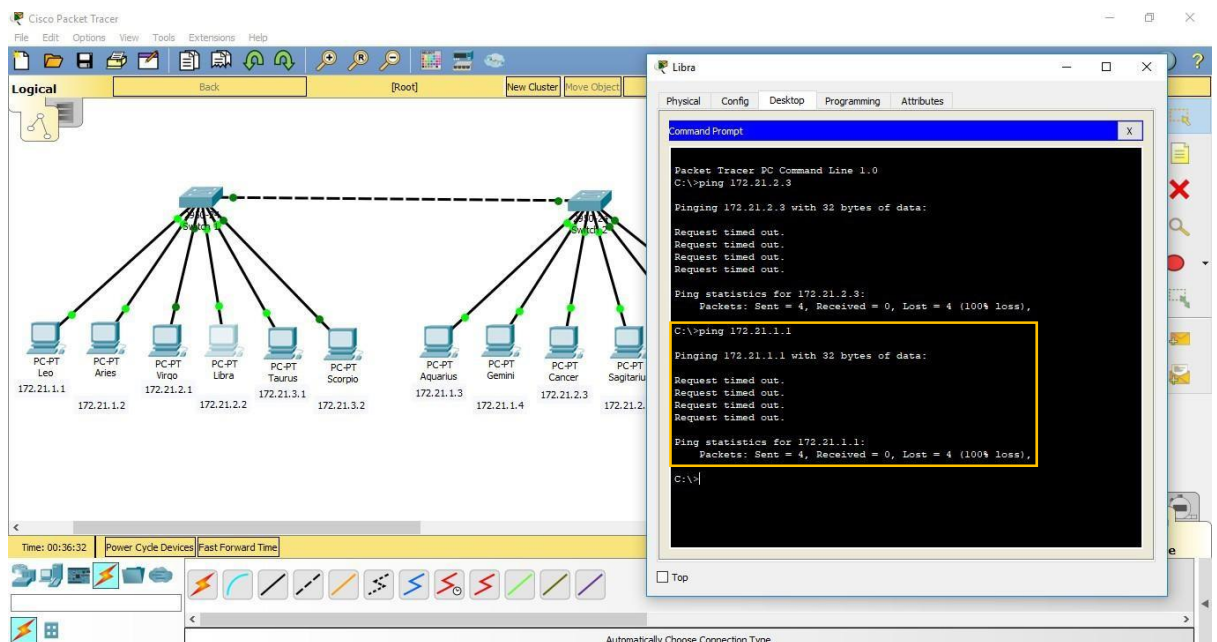 Cisco Packet Tracer
File Edit Options View Tools Extensions Help
Logical
Back
[Root]
New Cluster
Move Object
PC-PT
Leo
172.21.1.1
PC-PT
Aries
172.21.1.2
PC-PT
Virgo
172.21.2.1
PC-PT
Libra
172.21.2.2
PC-PT
Taurus
172.21.3.1
PC-PT
Scorpio
172.21.3.2
PC-PT
Aquarius
172.21.1.3
PC-PT
Gemini
172.21.1.4
PC-PT
Cancer
172.21.2.3
PC-PT
Sagitariu
172.21.2.
Libra
Physical Config Desktop Programming Attributes
Command Prompt
X
Packet Tracer PC Command Line 1.0
C:\>ping 172.21.2.3
Pinging 172.21.2.3 with 32 bytes of data:
Request timed out.
Request timed out.
Request timed out.
Request timed out.
Ping statistics for 172.21.2.3:
Packets: Sent = 4, Received = 0, Lost = 4 (100% loss),
C:\>ping 172.21.1.1
Pinging 172.21.1.1 with 32 bytes of data:
Request timed out.
Request timed out.
Request timed out.
Request timed out.
Ping statistics for 172.21.1.1:
Packets: Sent = 4, Received = 0, Lost = 4 (100% loss),
C:\>
Top
Time: 00:36:32
Power Cycle Devices
Fast Forward Time
Automatically Choose Connection Type